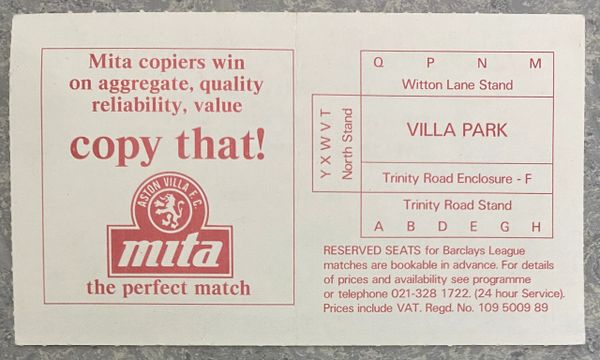 Mita copiers win
on aggregate, quality
reliability, value
copy that!
ASTON VILLA F.C.
mita
the perfect match
Q P N M
Witton Lane Stand
Y X W V T
North Stand
VILLA PARK
Trinity Road Enclosure - F
Trinity Road Stand
A B D E G H
RESERVED SEATS for Barclays League
matches are bookable in advance. For details
of prices and availability see programme
or telephone 021-328 1722. (24 hour Service).
Prices include VAT. Regd. No. 109 5009 89